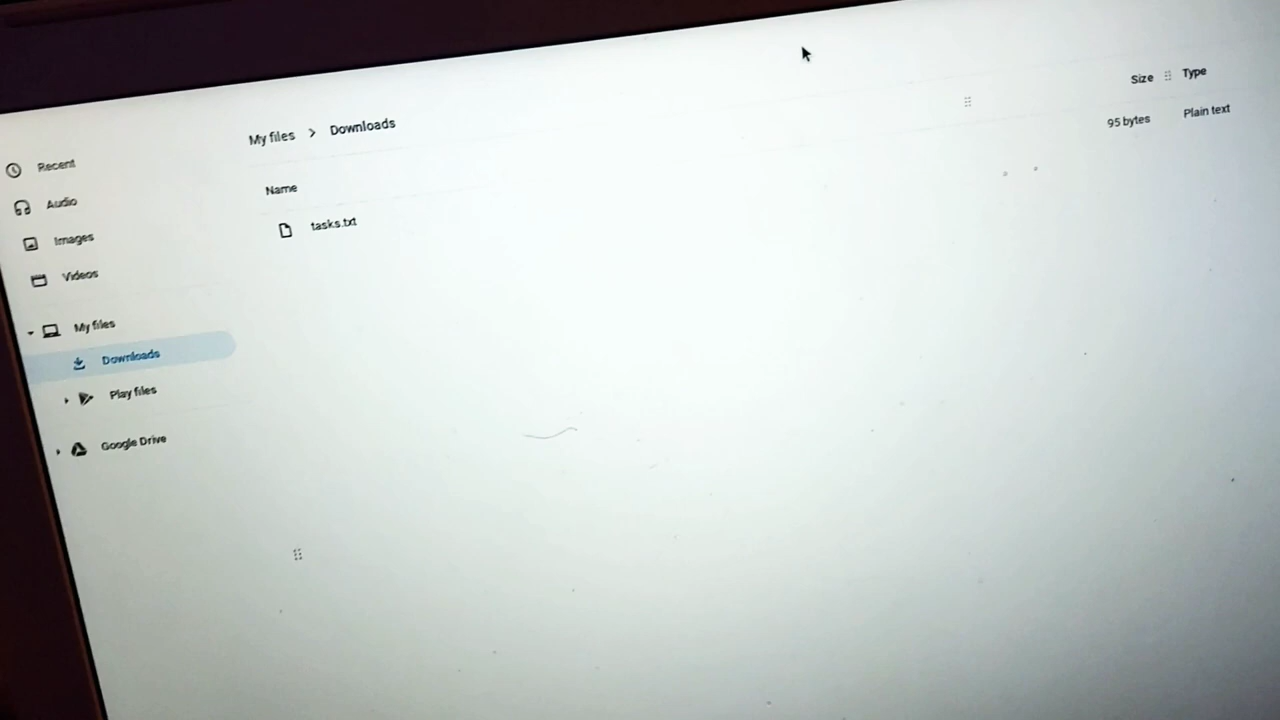 My files > Downloads
Name
Size
Type
tasks.txt
95 bytes
Plain text
Recent
Audio
Images
Videos
My files
Downloads
Play files
Google Drive